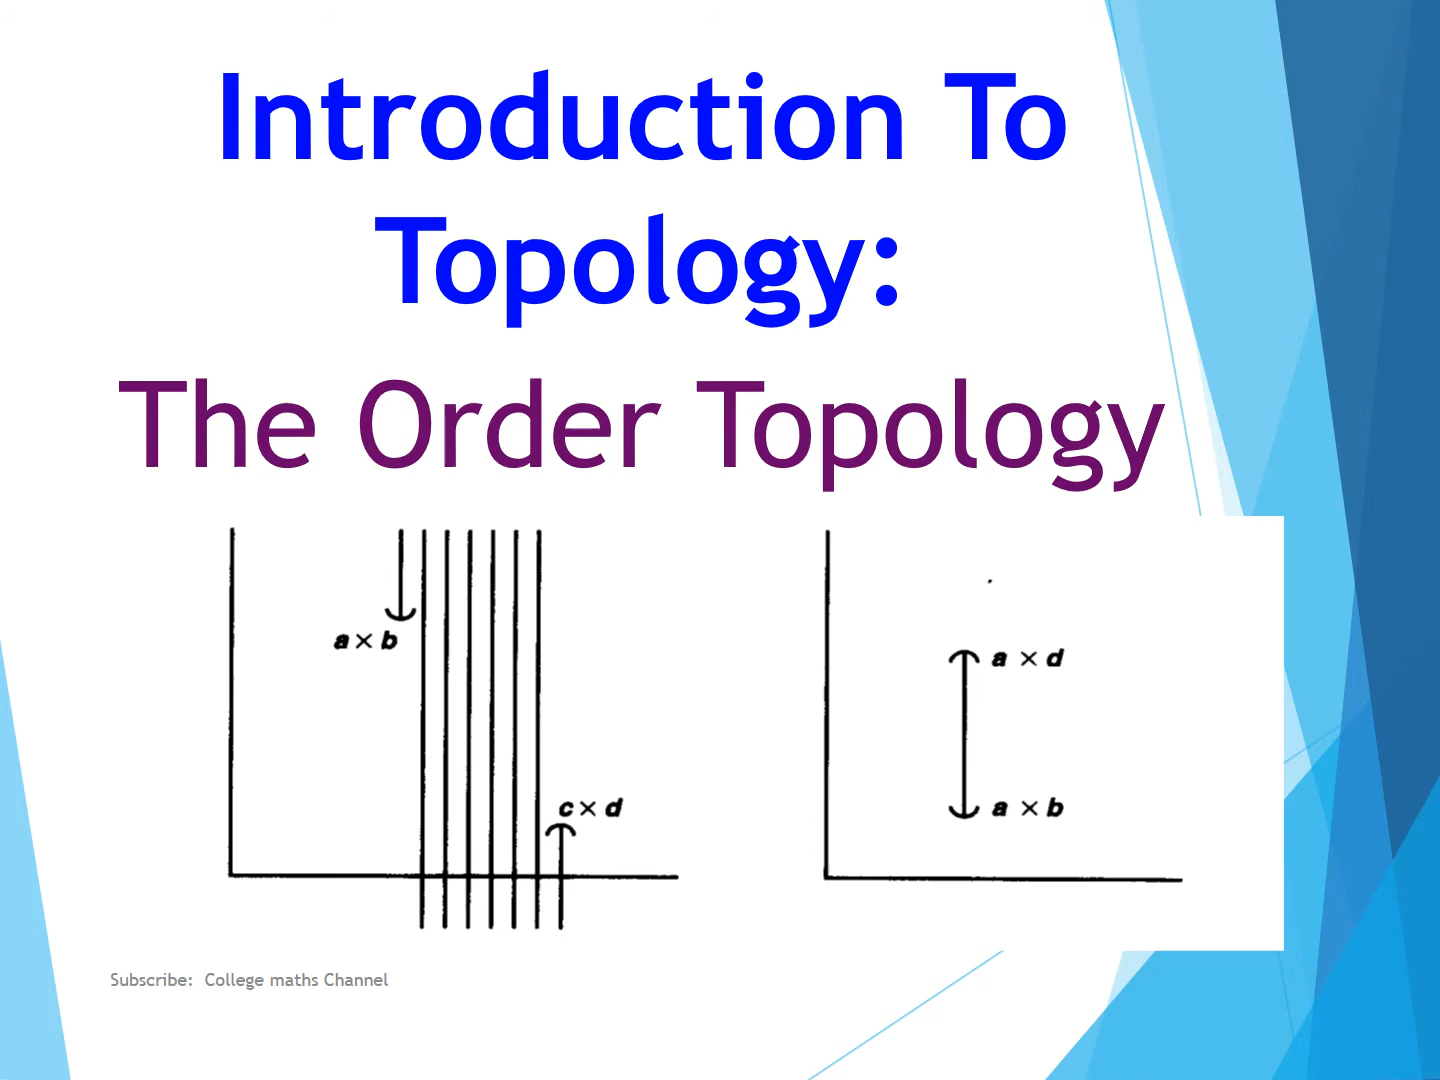 Introduction To
Topology:
The Order Topology
a × b
c × d
a × d
a × b
Subscribe: College maths Channel